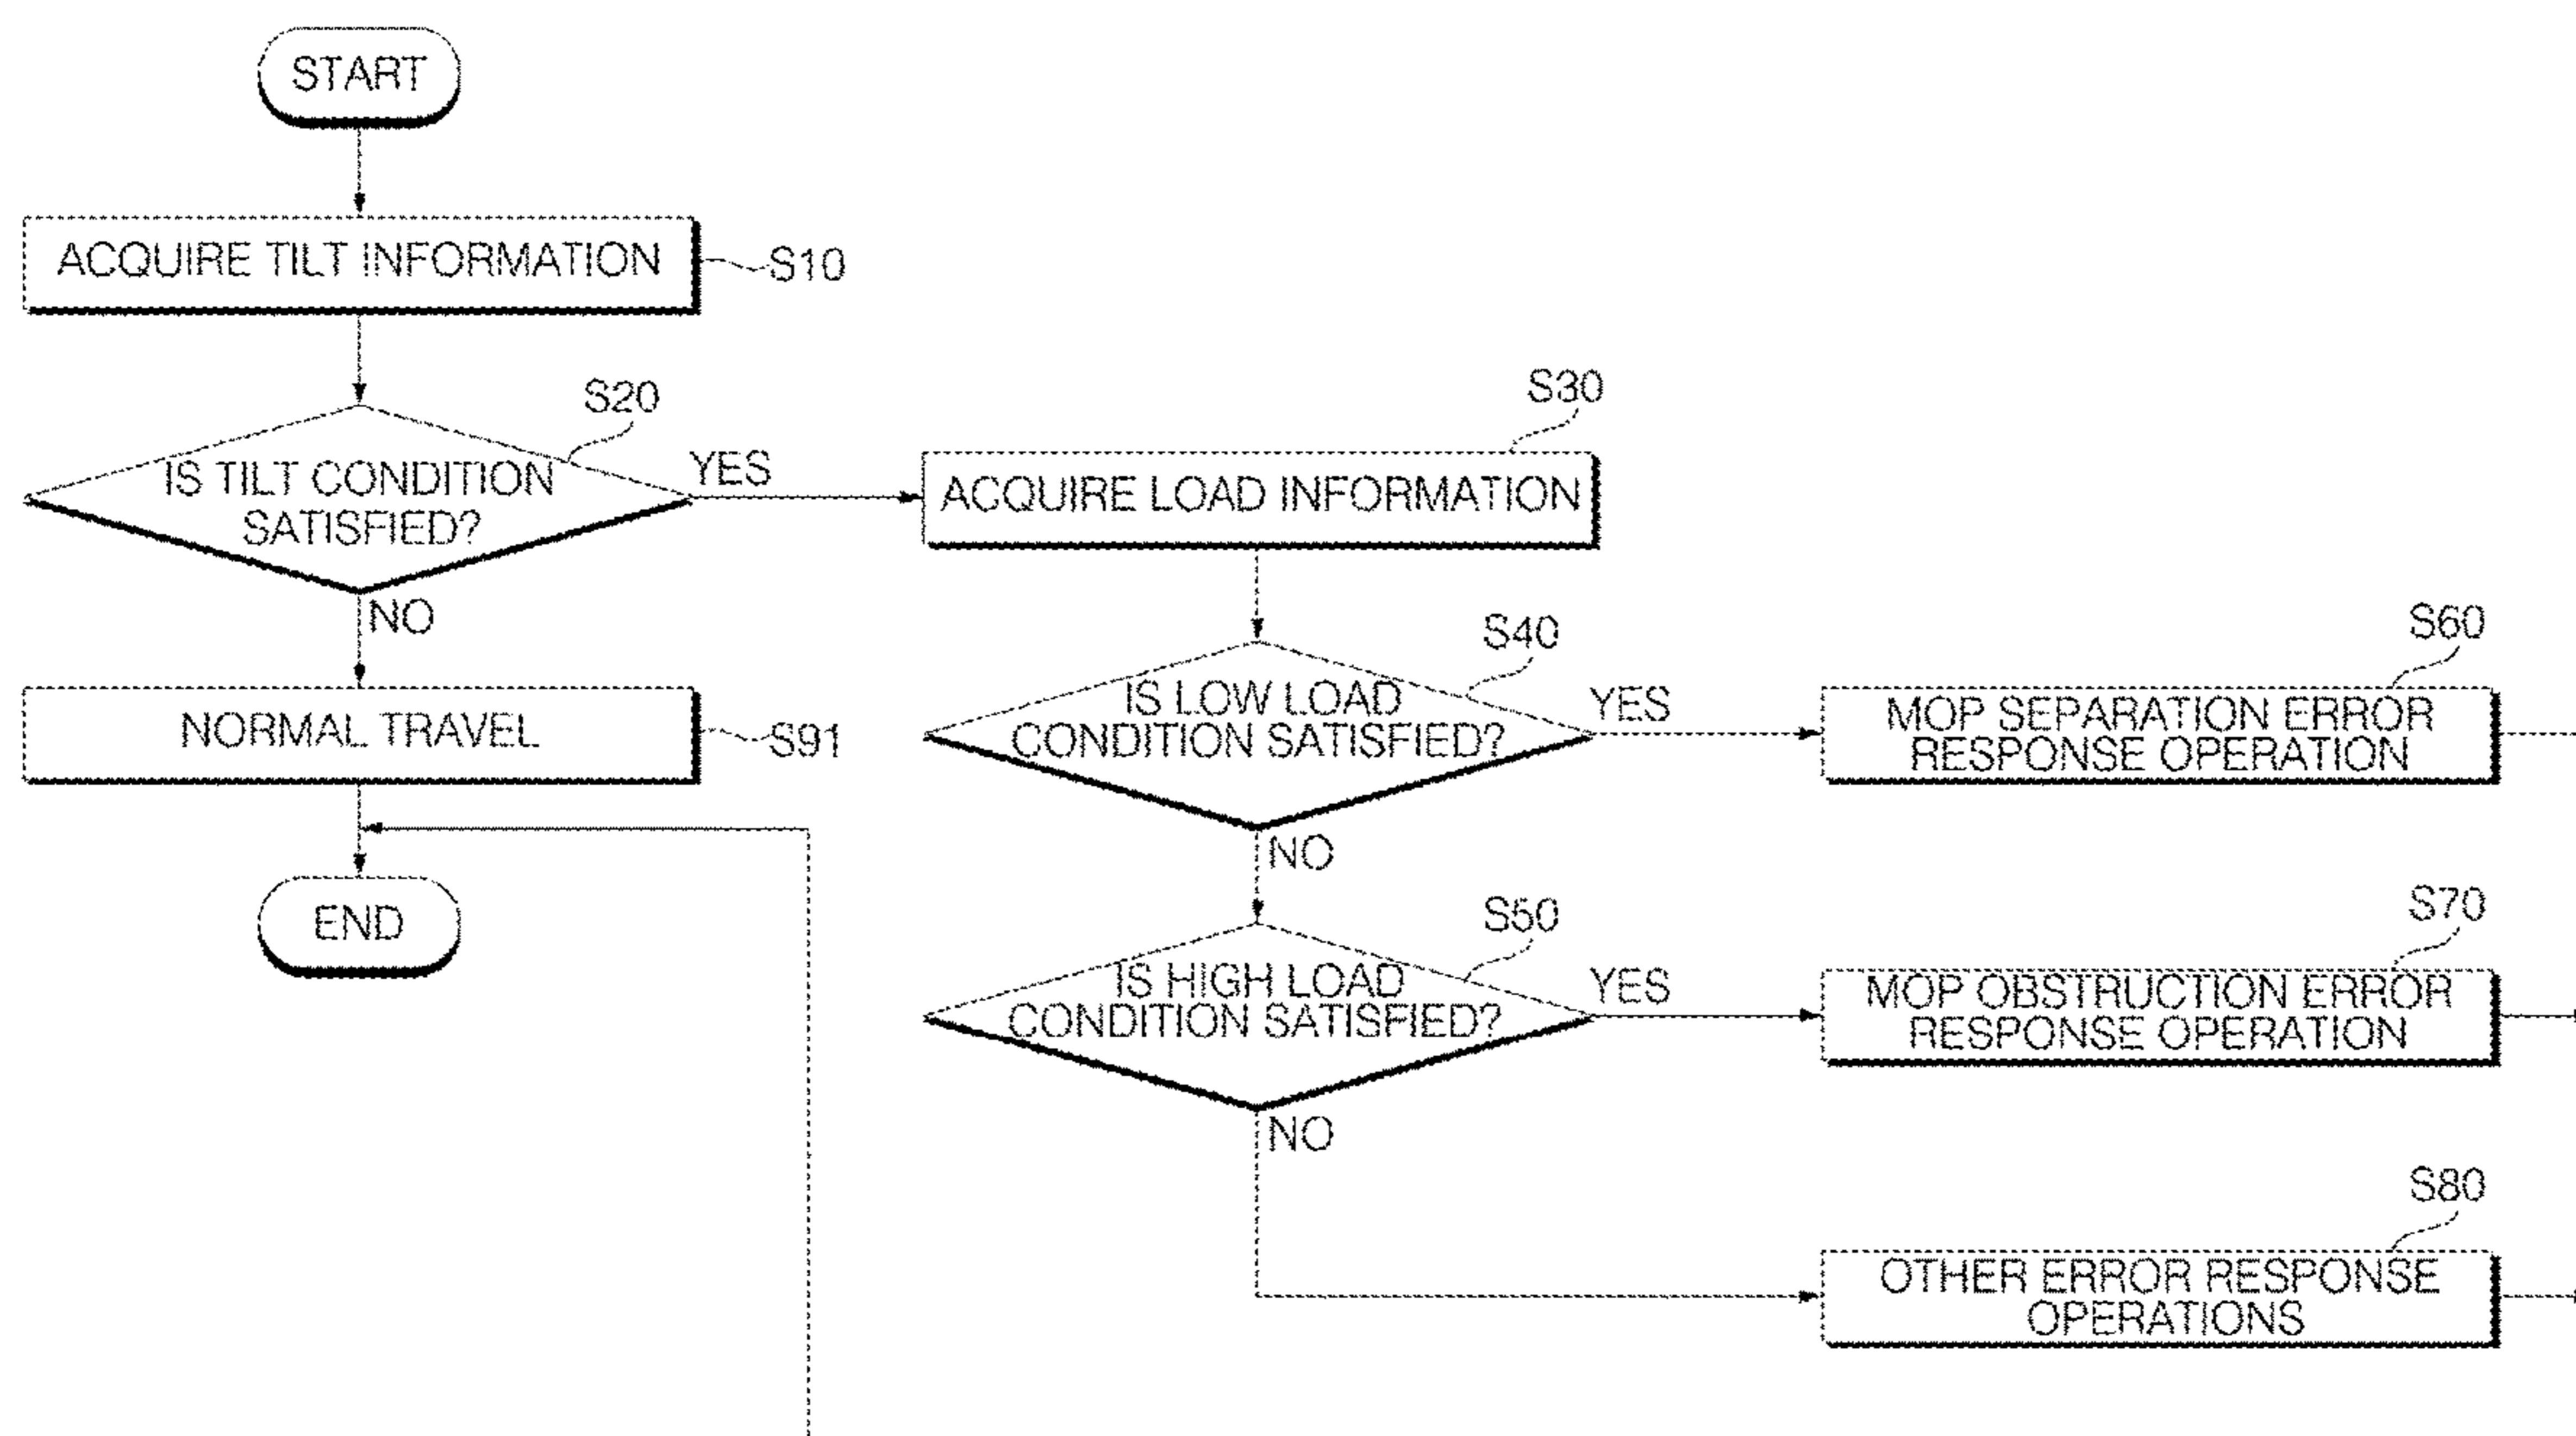 START
ACQUIRE TILT INFORMATION
S10
S20
IS TILT CONDITION
SATISFIED?
YES
NO
S30
ACQUIRE LOAD INFORMATION
NORMAL TRAVEL
S91
END
S40
IS LOW LOAD
CONDITION SATISFIED?
YES
NO
S60
MOP SEPARATION ERROR
RESPONSE OPERATION
S50
IS HIGH LOAD
CONDITION SATISFIED?
YES
NO
S70
MOP OBSTRUCTION ERROR
RESPONSE OPERATION
S80
OTHER ERROR RESPONSE
OPERATIONS